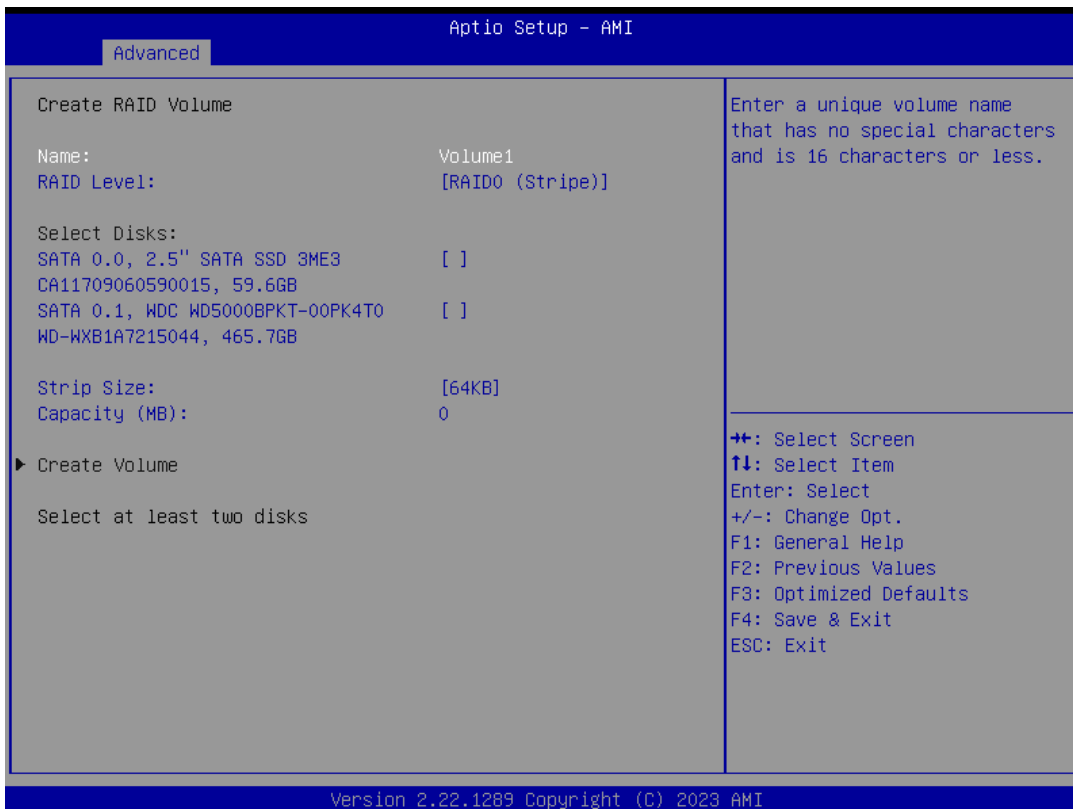 Aptio Setup – AMI
Advanced
Create RAID Volume
Name: Volume1
RAID Level: [RAID0 (Stripe)]
Select Disks:
SATA 0.0, 2.5" SATA SSD 3ME3 [ ]
CA11709060590015, 59.6GB
SATA 0.1, WDC WD5000BPKT-00PK4T0 [ ]
WD-WXB1A7215044, 465.7GB
Strip Size: [64KB]
Capacity (MB): 0
Create Volume
Select at least two disks
Enter a unique volume name
that has no special characters
and is 16 characters or less.
→←: Select Screen
↑↓: Select Item
Enter: Select
+/-: Change Opt.
F1: General Help
F2: Previous Values
F3: Optimized Defaults
F4: Save & Exit
ESC: Exit
Version 2.22.1289 Copyright (C) 2023 AMI